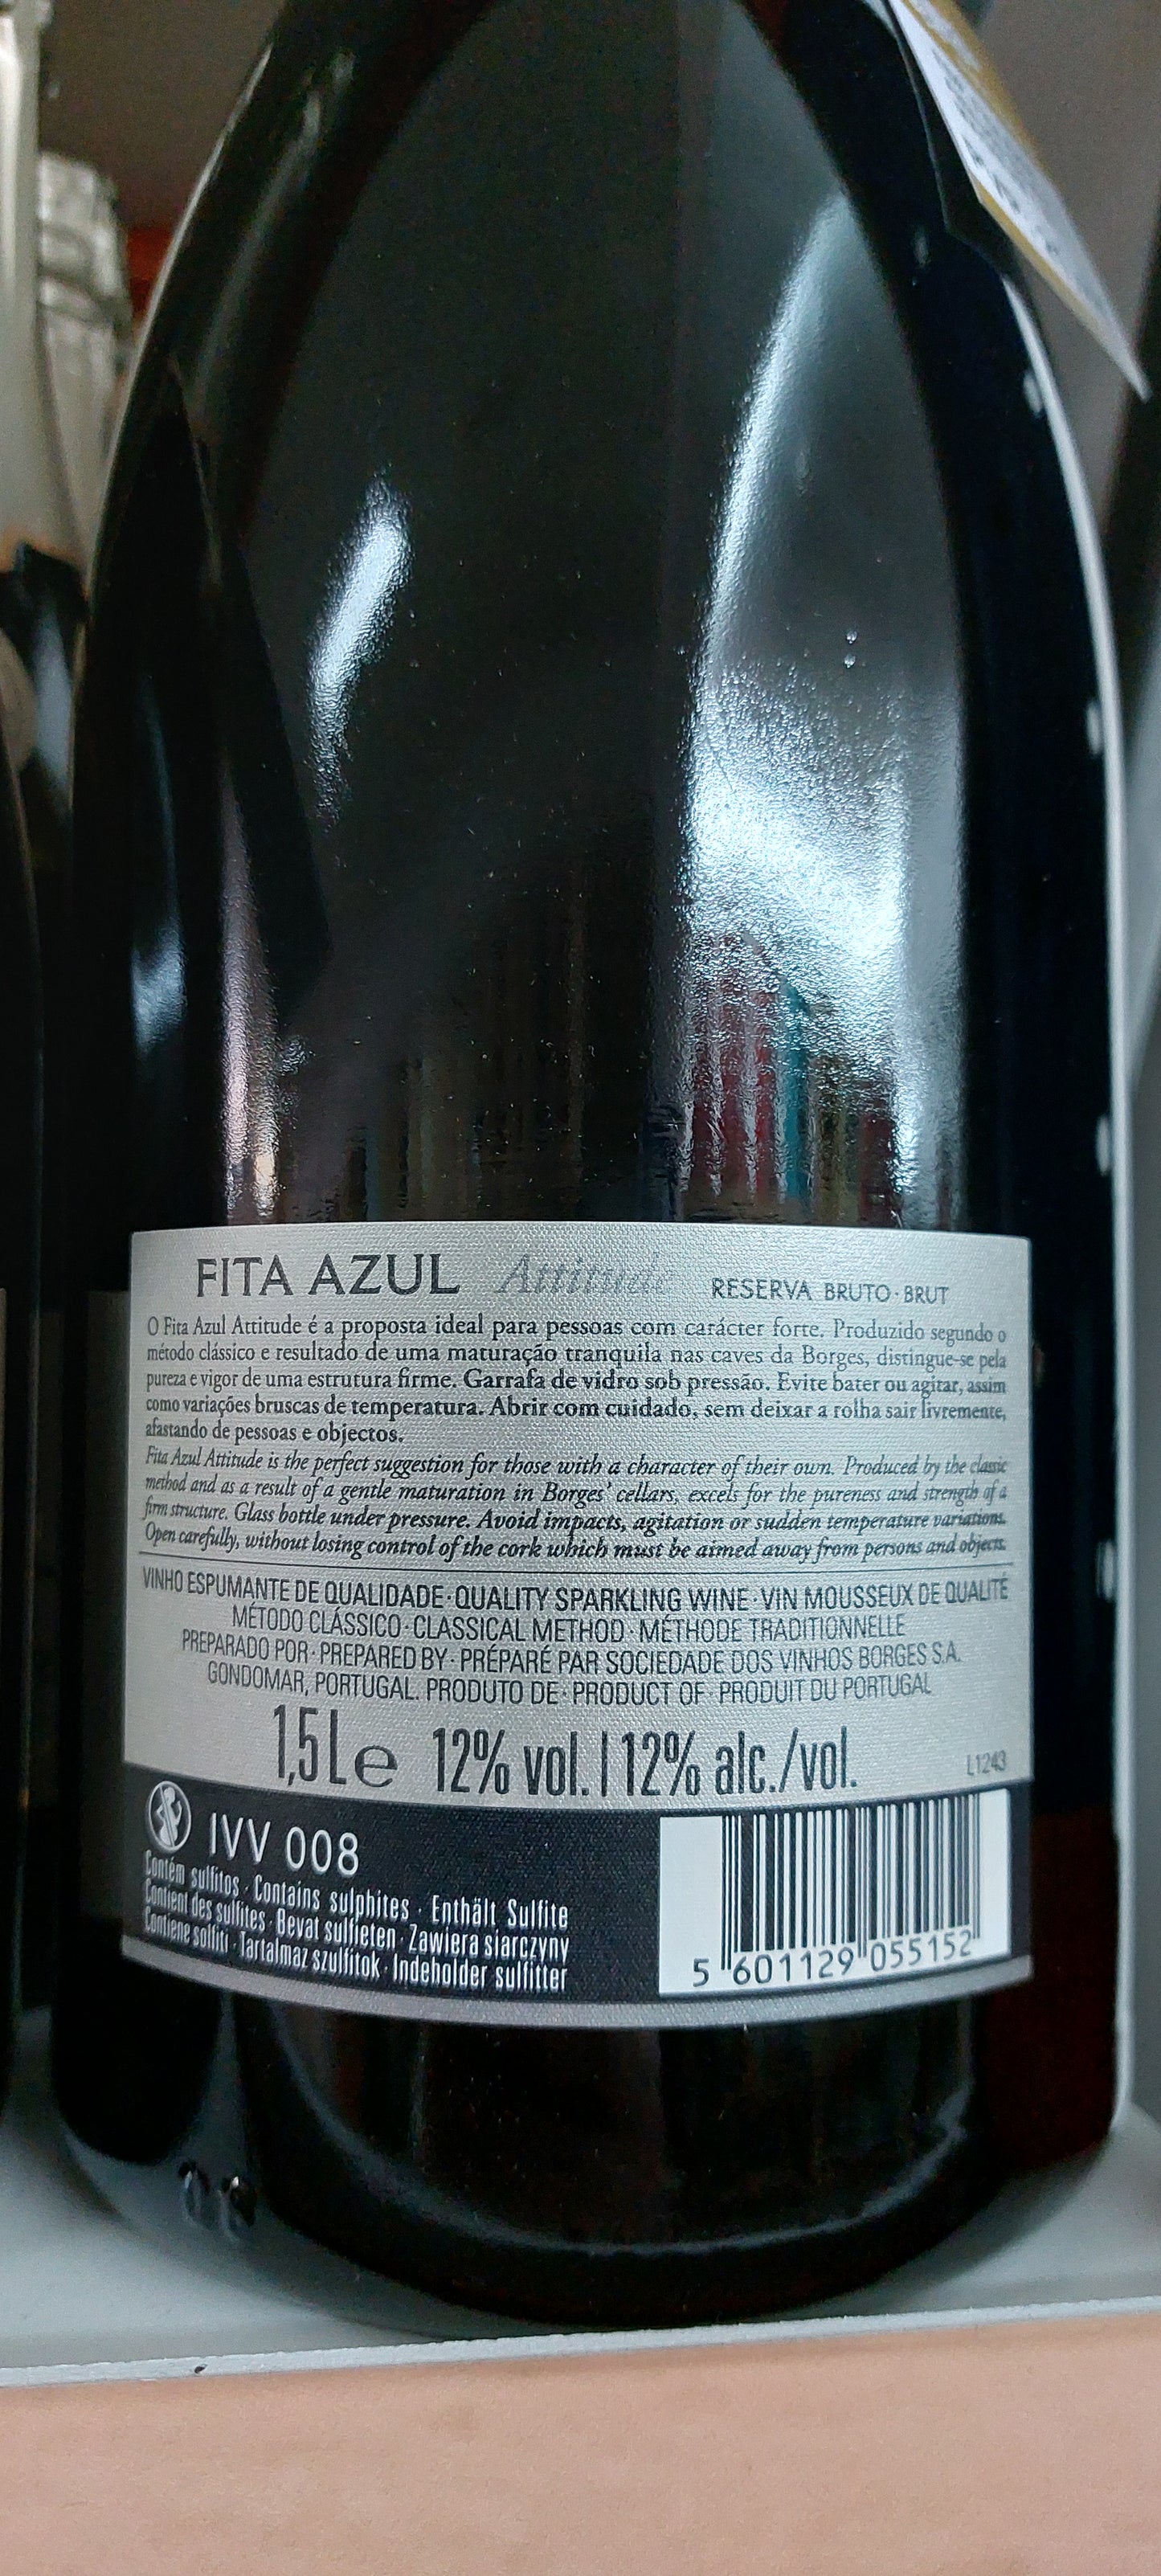 FITA AZUL Attitude RESERVA BRUTO · BRUT
O Fita Azul Attitude é a proposta ideal para pessoas com carácter forte. Produzido segundo o
método clássico e resultado de uma maturação tranquila nas caves da Borges, distingue-se pela
pureza e vigor de uma estrutura firme. Garrafa de vidro sob pressão. Evite bater ou agitar, assim
como variações bruscas de temperatura. Abrir com cuidado, sem deixar a rolha sair livremente,
afastando de pessoas e objectos.
Fita Azul Attitude is the perfect suggestion for those with a character of their own. Produced by the classic
method and as a result of a gentle maturation in Borges' cellars, excels for the pureness and strength of a
firm structure. Glass bottle under pressure. Avoid impacts, agitation or sudden temperature variations.
Open carefully, without losing control of the cork which must be aimed away from persons and objects.
VINHO ESPUMANTE DE QUALIDADE · QUALITY SPARKLING WINE · VIN MOUSSEUX DE QUALITÉ
MÉTODO CLÁSSICO · CLASSICAL METHOD · MÉTHODE TRADITIONNELLE
PREPARADO POR · PREPARED BY · PRÉPARÉ PAR SOCIEDADE DOS VINHOS BORGES S.A.
GONDOMAR, PORTUGAL. PRODUTO DE · PRODUCT OF · PRODUIT DU PORTUGAL
1,5 L e 12% vol. | 12% alc./vol. L1243
IVV 008
Contém sulfitos · Contains sulphites · Enthält Sulfite
Contient des sulfites · Bevat sulfieten · Zawiera siarczyny
Contiene solfiti · Tartalmaz szulfitok · Indeholder sulfitter
5 601129 055152